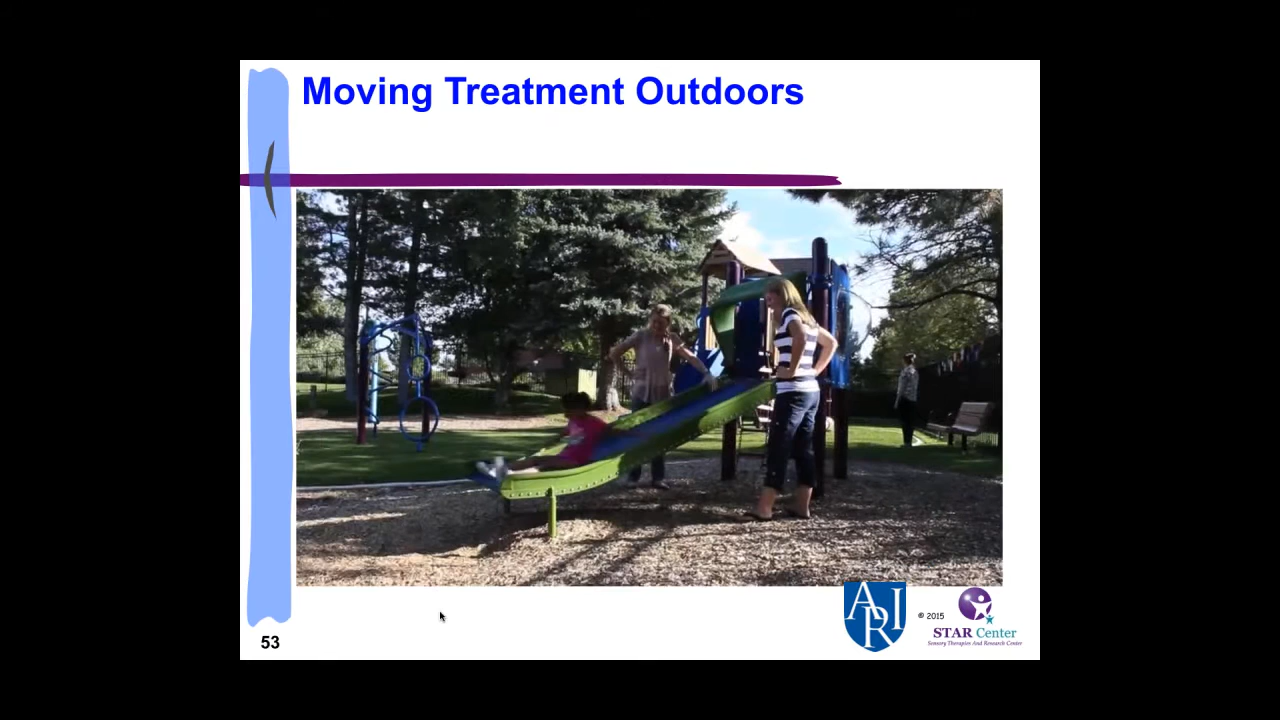 Moving Treatment Outdoors
53
ARI
© 2015
STAR Center
Sensory Therapies And Research Center